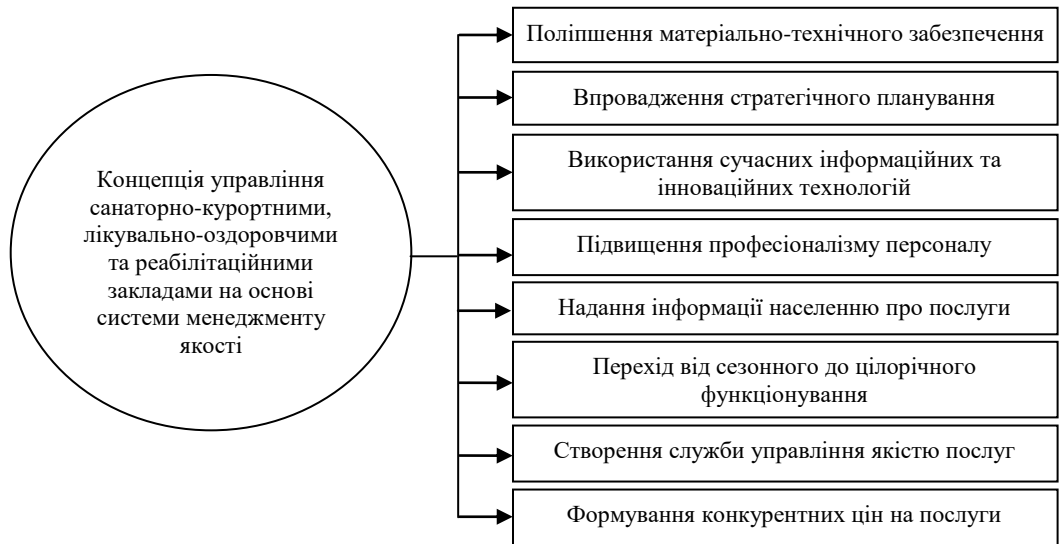 Концепція управління
санаторно-курортними,
лікувально-оздоровчими
та реабілітаційними
закладами на основі
системи менеджменту
якості
Поліпшення матеріально-технічного забезпечення
Впровадження стратегічного планування
Використання сучасних інформаційних та
інноваційних технологій
Підвищення професіоналізму персоналу
Надання інформації населенню про послуги
Перехід від сезонного до цілорічного
функціонування
Створення служби управління якістю послуг
Формування конкурентних цін на послуги